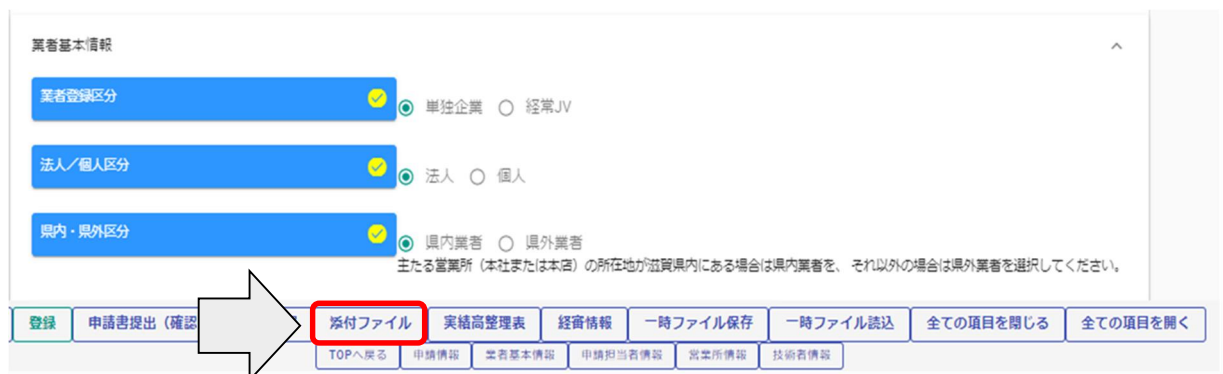 業者基本情報
業者登録区分
単独企業 経常JV
法人／個人区分
法人 個人
県内・県外区分
県内業者 県外業者
主たる営業所（本社または本店）の所在地が滋賀県内にある場合は県内業者を、それ以外の場合は県外業者を選択してください。
登録 申請書提出（確認 添付ファイル 実績高整理表 経審情報 一時ファイル保存 一時ファイル読込 全ての項目を閉じる 全ての項目を開く
TOPへ戻る 申請情報 業者基本情報 申請担当者情報 営業所情報 技術者情報